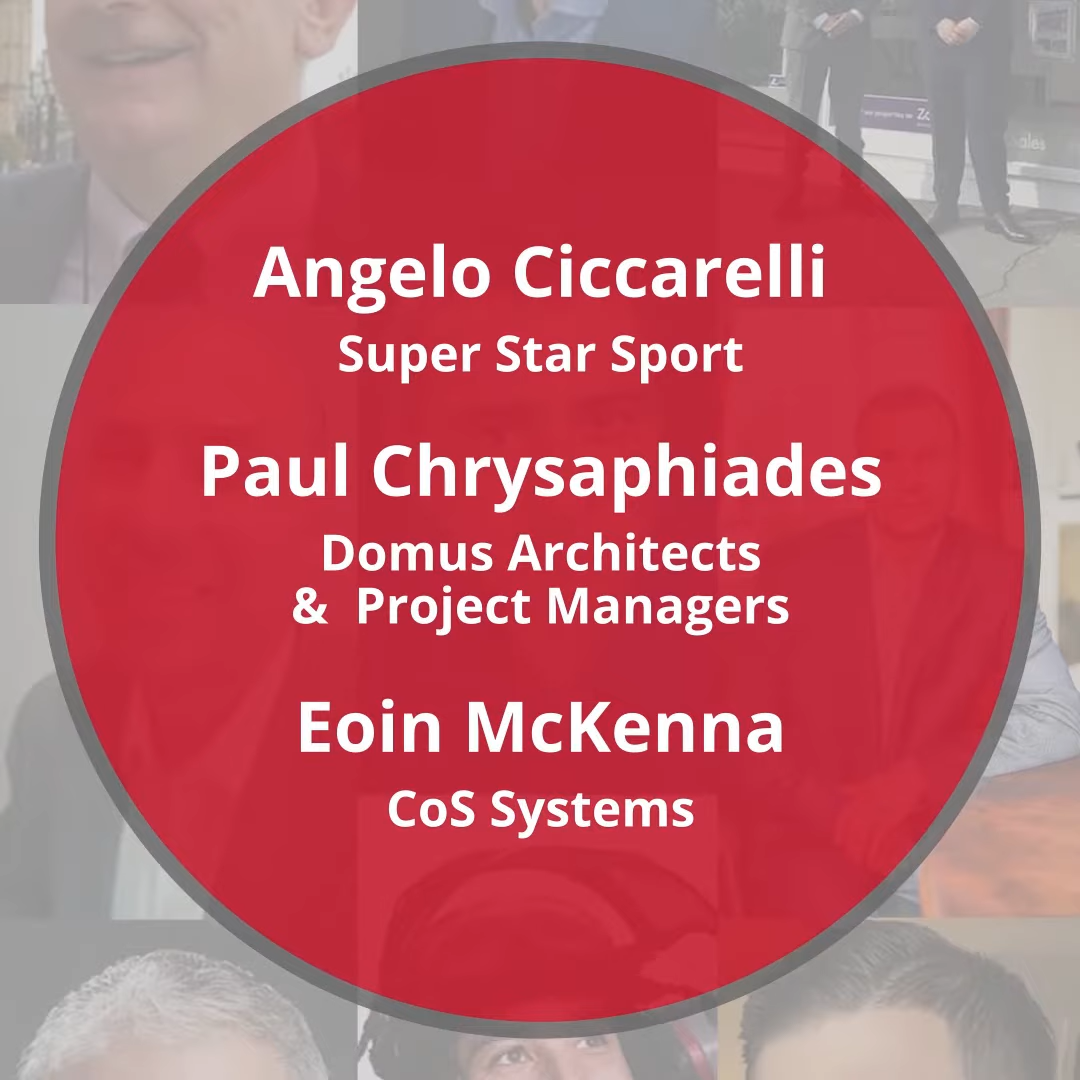 Angelo Ciccarelli
Super Star Sport
Paul Chrysaphiades
Domus Architects
& Project Managers
Eoin McKenna
CoS Systems